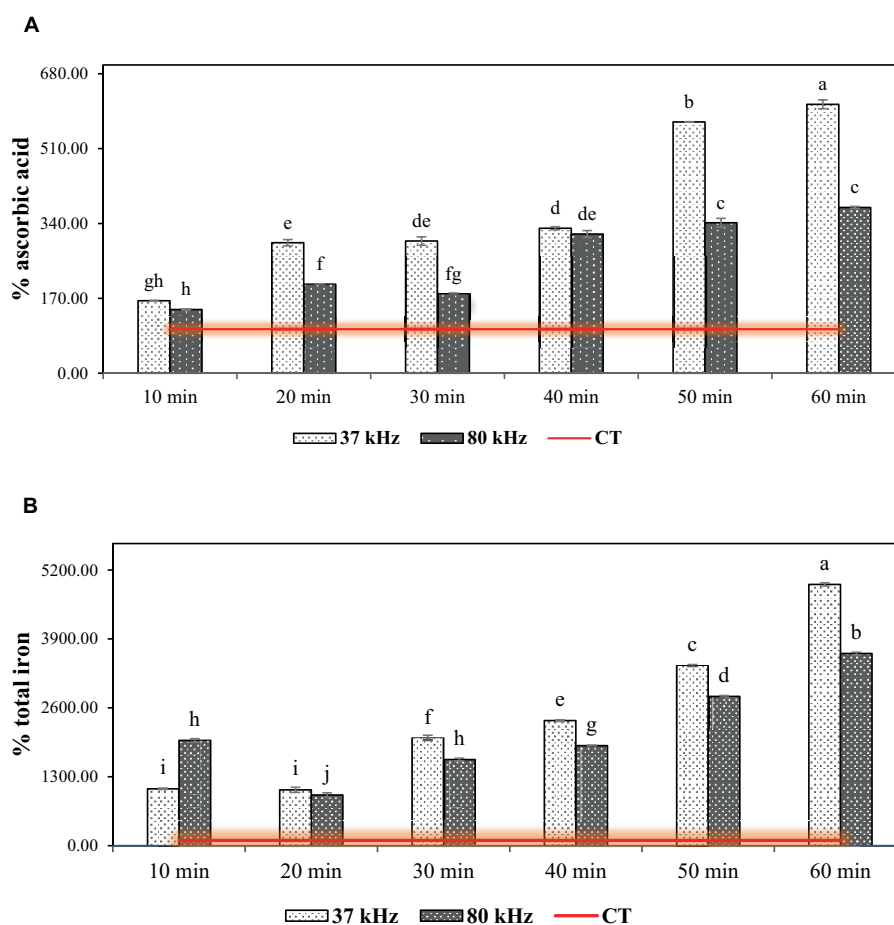 A
% ascorbic acid
680.00
510.00
340.00
170.00
0.00
gh h e f de fg d de b c a c
10 min 20 min 30 min 40 min 50 min 60 min
37 kHz 80 kHz CT
B
% total iron
5200.00
3900.00
2600.00
1300.00
0.00
i h i j f h e g c d a b
10 min 20 min 30 min 40 min 50 min 60 min
37 kHz 80 kHz CT